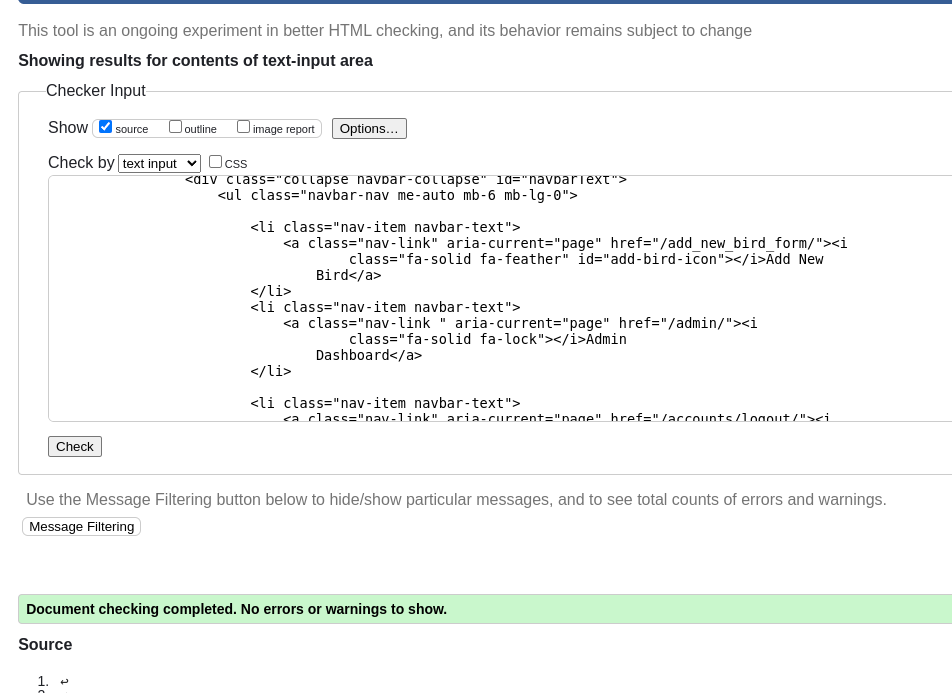 This tool is an ongoing experiment in better HTML checking, and its behavior remains subject to change
Showing results for contents of text-input area
Checker Input
Show source outline image report Options...
Check by text input CSS
<div class="collapse navbar-collapse" id="navbarText">
<ul class="navbar-nav me-auto mb-6 mb-lg-0">
<li class="nav-item navbar-text">
<a class="nav-link" aria-current="page" href="/add_new_bird_form/"><i
class="fa-solid fa-feather" id="add-bird-icon"></i>Add New
Bird</a>
</li>
<li class="nav-item navbar-text">
<a class="nav-link " aria-current="page" href="/admin/"><i
class="fa-solid fa-lock"></i>Admin
Dashboard</a>
</li>
<li class="nav-item navbar-text">
<a class="nav-link" aria-current="page" href="/accounts/logout/"><i
Check
Use the Message Filtering button below to hide/show particular messages, and to see total counts of errors and warnings.
Message Filtering
Document checking completed. No errors or warnings to show.
Source
1. ↩